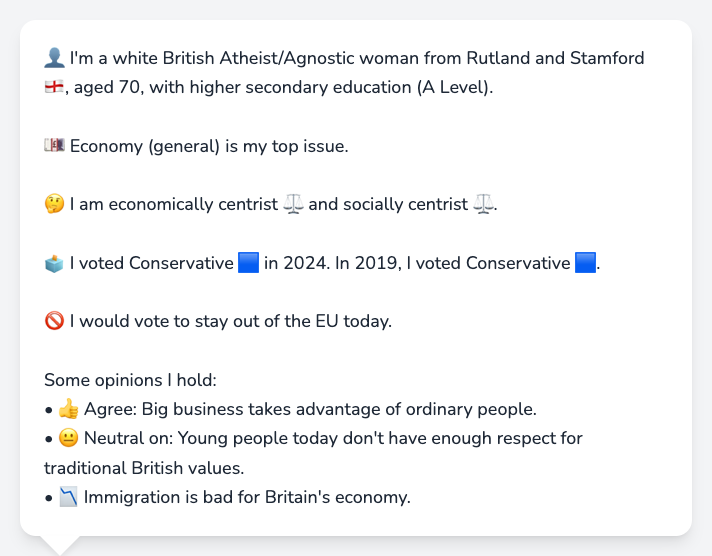 👤 I'm a white British Atheist/Agnostic woman from Rutland and Stamford
🏴󠁧󠁢󠁥󠁮󠁧󠁿, aged 70, with higher secondary education (A Level).
💷 Economy (general) is my top issue.
🤔 I am economically centrist ⚖️ and socially centrist ⚖️.
🗳️ I voted Conservative 🟦 in 2024. In 2019, I voted Conservative 🟦.
🚫 I would vote to stay out of the EU today.
Some opinions I hold:
• 👍 Agree: Big business takes advantage of ordinary people.
• 😐 Neutral on: Young people today don't have enough respect for
traditional British values.
• 📉 Immigration is bad for Britain's economy.